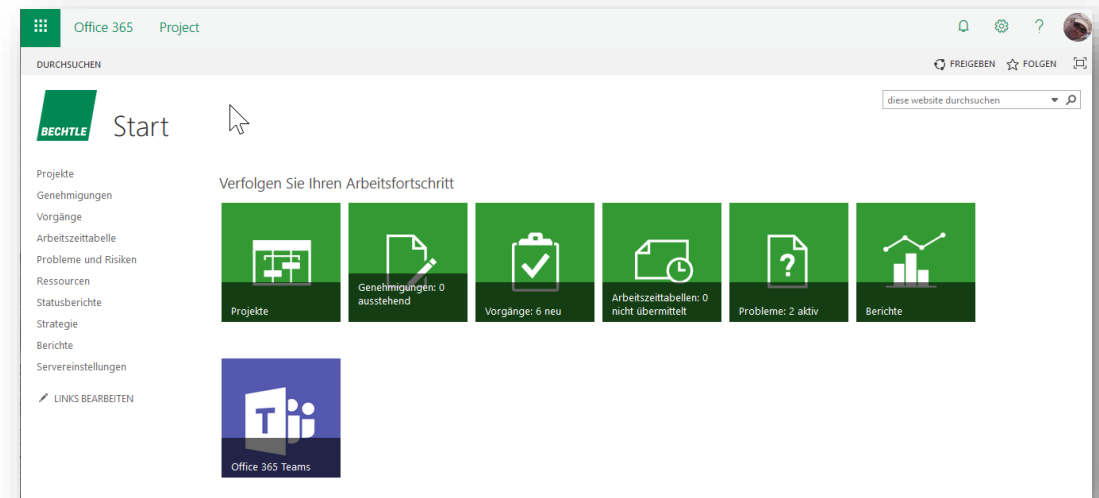 Office 365 Project
DURCHSUCHEN
FREIGEBEN FOLGEN
BECHTLE
Start
diese website durchsuchen
Projekte
Genehmigungen
Vorgänge
Arbeitszeittabelle
Probleme und Risiken
Ressourcen
Statusberichte
Strategie
Berichte
Servereinstellungen
LINKS BEARBEITEN
Verfolgen Sie Ihren Arbeitsfortschritt
Projekte
Genehmigungen: 0
ausstehend
Vorgänge: 6 neu
Arbeitszeittabellen: 0
nicht übermittelt
Probleme: 2 aktiv
Berichte
Office 365 Teams